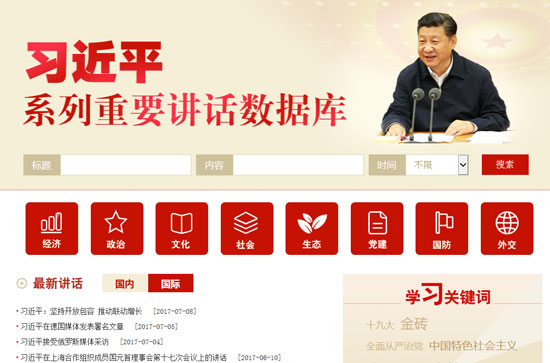 习近平
系列重要讲话数据库
标题 内容 时间 不限 搜索
经济 政治 文化 社会 生态 党建 国防 外交
最新讲话 国内 国际
习近平：坚持开放包容 推动联动增长 [2017-07-08]
习近平在德国媒体发表署名文章 [2017-07-05]
习近平接受俄罗斯媒体采访 [2017-07-04]
习近平在上海合作组织成员国元首理事会第十七次会议上的讲话 [2017-06-10]
学习关键词
十九大 金砖
全面从严治党 中国特色社会主义